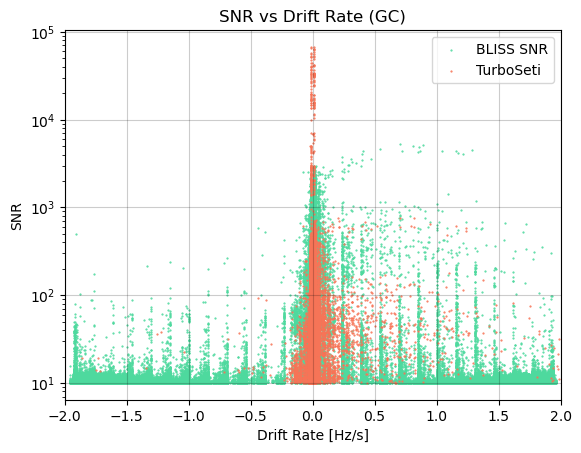 SNR vs Drift Rate (GC)
BLISS SNR
TurboSeti
SNR
10^5
10^4
10^3
10^2
10^1
−2.0 −1.5 −1.0 −0.5 0.0 0.5 1.0 1.5 2.0
Drift Rate [Hz/s]